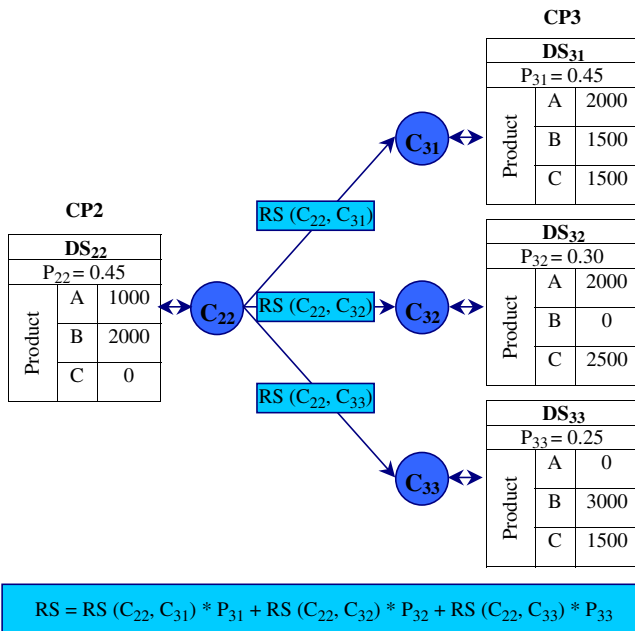 CP3
DS31
P31 = 0.45
Product
A 2000
B 1500
C 1500
C31
RS (C22, C31)
CP2
DS22
P22 = 0.45
Product
A 1000
B 2000
C 0
C22
RS (C22, C32)
C32
DS32
P32 = 0.30
Product
A 2000
B 0
C 2500
RS (C22, C33)
C33
DS33
P33 = 0.25
Product
A 0
B 3000
C 1500
RS = RS (C22, C31) * P31 + RS (C22, C32) * P32 + RS (C22, C33) * P33